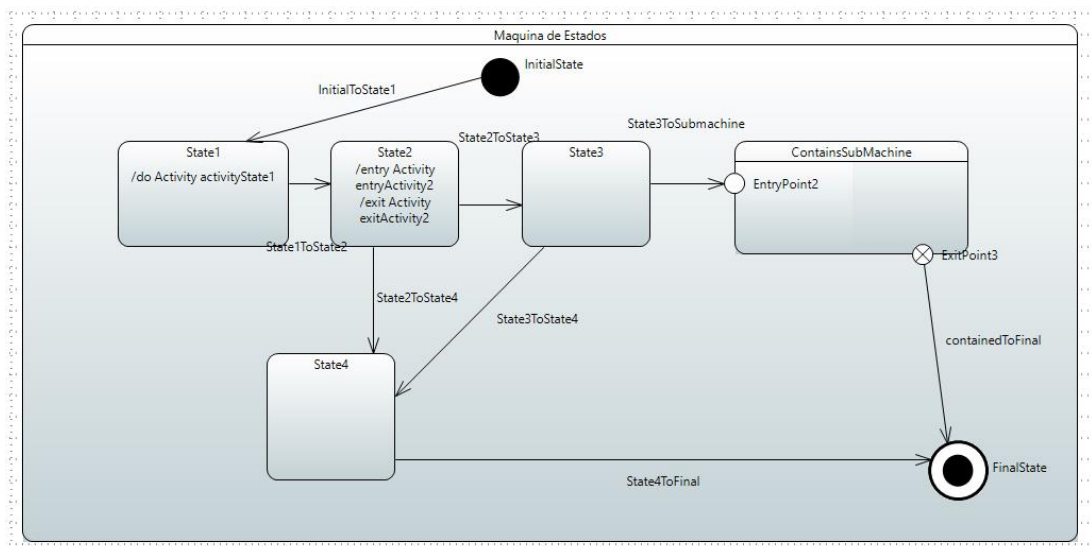 Maquina de Estados
InitialState
InitialToState1
State3ToSubmachine
State2ToState3
State1
/do Activity activityState1
State2
/entry Activity
entryActivity2
/exit Activity
exitActivity2
State3
ContainsSubMachine
EntryPoint2
State1ToState2
ExitPoint3
State2ToState4
State3ToState4
containedToFinal
State4
FinalState
State4ToFinal